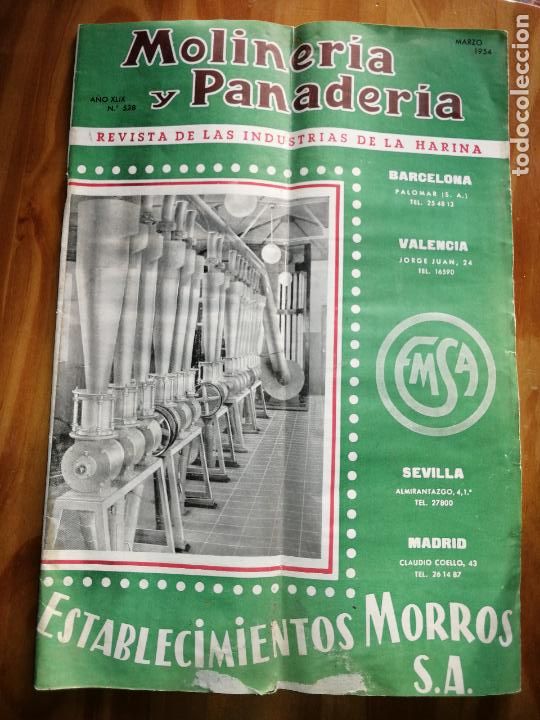 Molinería
y Panadería
MARZO
1954
AÑO XLIX
N.º 538
REVISTA DE LAS INDUSTRIAS DE LA HARINA
BARCELONA
PALOMAR (S. A.)
TEL. 25 48 13
VALENCIA
JORGE JUAN, 24
TEL. 16590
EMSA
SEVILLA
ALMIRANTAZGO, 4, 1.º
TEL. 27800
MADRID
CLAUDIO COELLO, 43
TEL. 26 14 87
ESTABLECIMIENTOS MORROS
S.A.
todocoleccion.net